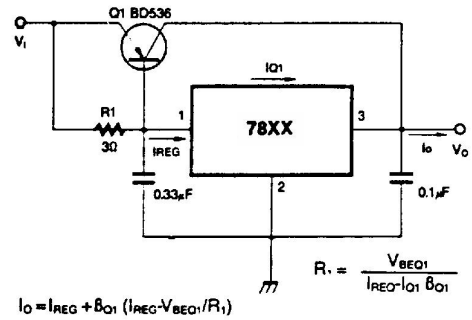 Q1 BD536
VI
IQ1
R1
3Ω
1
78XX
3
IREG
IO
VO
0.33μF
2
0.1μF
R1 = VBEQ1 / IREG-IQ1 βQ1
IO = IREG + βQ1 (IREG-VBEQ1/R1)